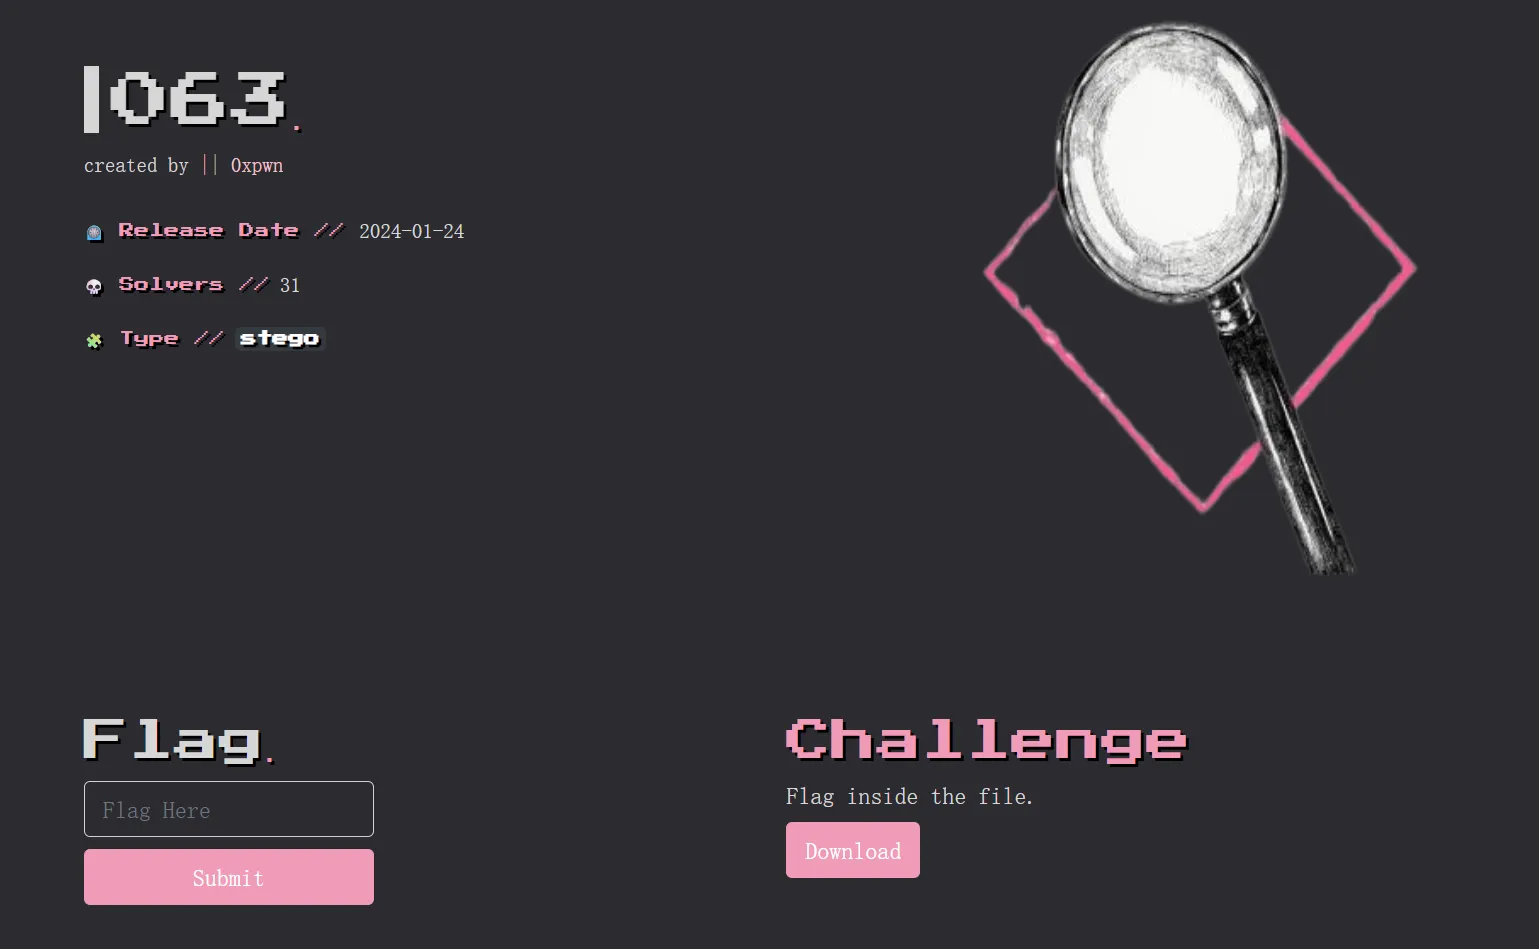 |063.
created by || 0xpwn
Release Date // 2024-01-24
Solvers // 31
Type // stego
Flag.
Flag Here
Submit
Challenge
Flag inside the file.
Download